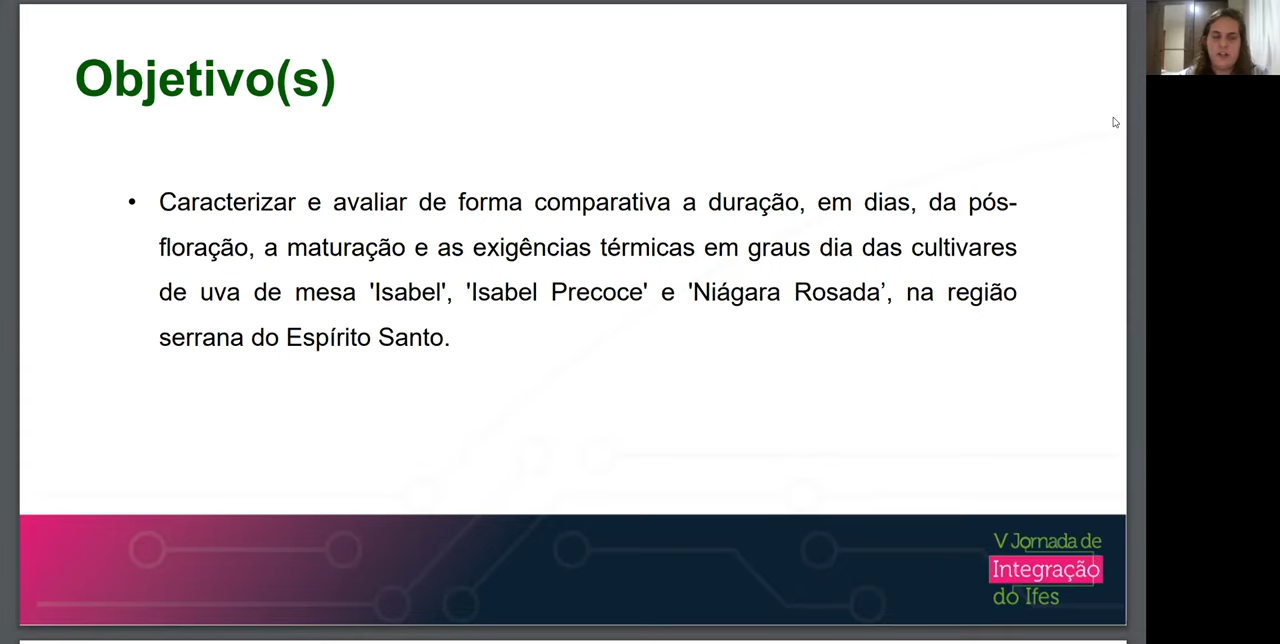 Objetivo(s)
• Caracterizar e avaliar de forma comparativa a duração, em dias, da pós-
floração, a maturação e as exigências térmicas em graus dia das cultivares
de uva de mesa 'Isabel', 'Isabel Precoce' e 'Niágara Rosada’, na região
serrana do Espírito Santo.
V Jornada de
Integração
do Ifes